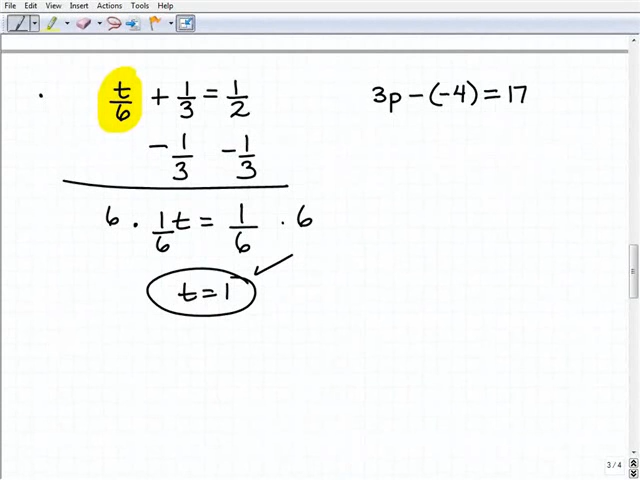 File Edit View Insert Actions Tools Help
t/6 + 1/3 = 1/2
- 1/3 - 1/3
6 · 1/6 t = 1/6 · 6
t = 1
3p - (-4) = 17
3/4